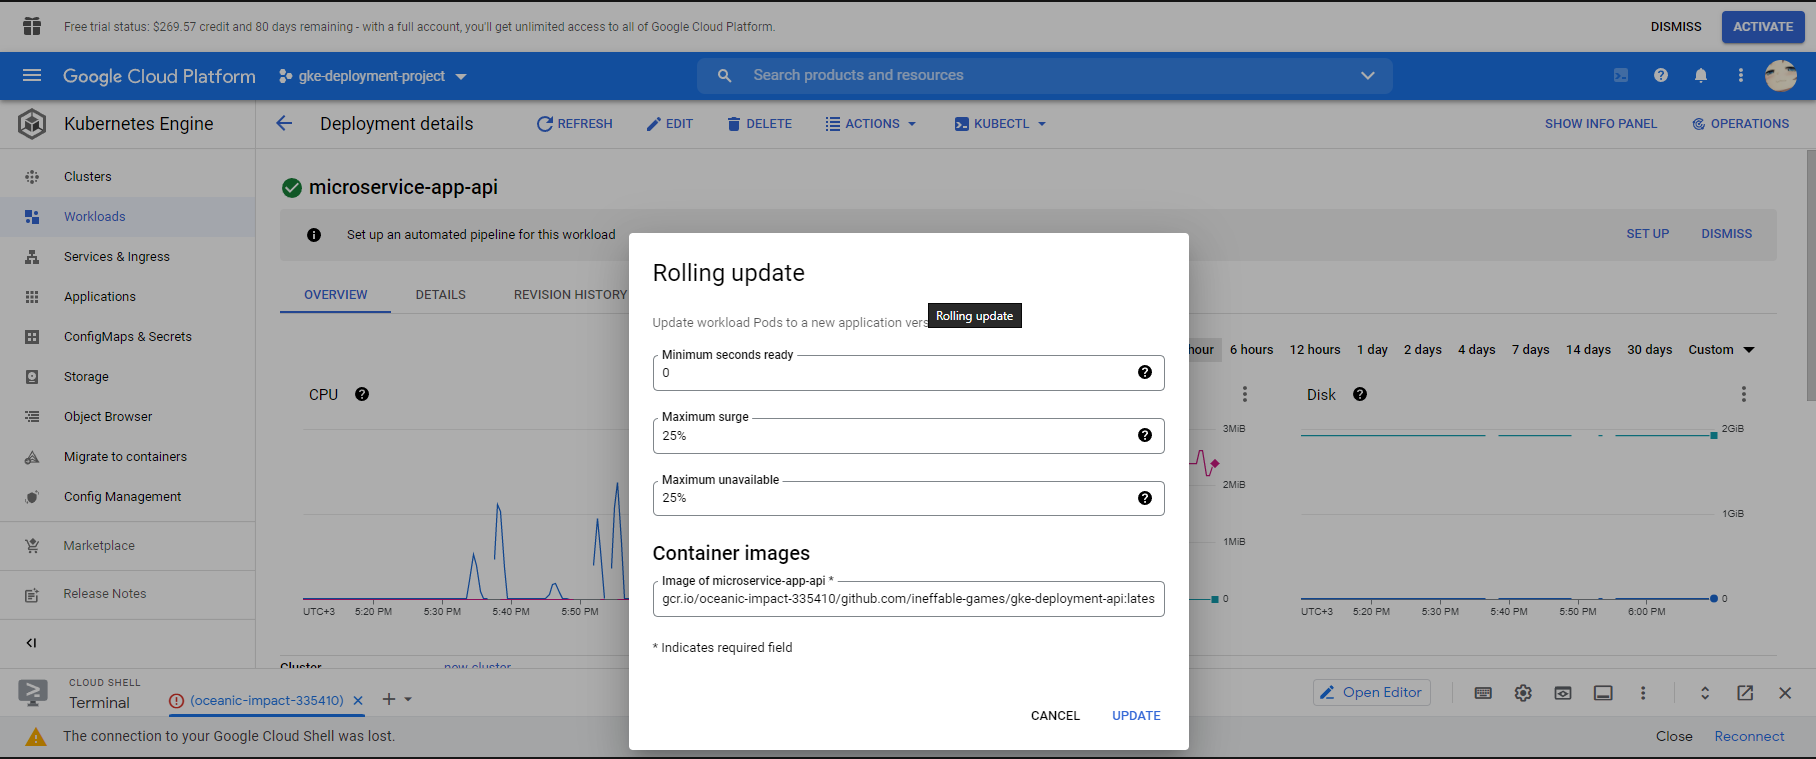 Free trial status: $269.57 credit and 80 days remaining - with a full account, you'll get unlimited access to all of Google Cloud Platform.
DISMISS
ACTIVATE
Google Cloud Platform
gke-deployment-project
Search products and resources
Kubernetes Engine
Deployment details
REFRESH
EDIT
DELETE
ACTIONS
KUBECTL
SHOW INFO PANEL
OPERATIONS
Clusters
Workloads
Services & Ingress
Applications
ConfigMaps & Secrets
Storage
Object Browser
Migrate to containers
Config Management
Marketplace
Release Notes
microservice-app-api
Set up an automated pipeline for this workload
SET UP
DISMISS
OVERVIEW
DETAILS
REVISION HISTORY
hour
6 hours
12 hours
1 day
2 days
4 days
7 days
14 days
30 days
Custom
CPU
UTC+3
5:20 PM
5:30 PM
5:40 PM
5:50 PM
3MiB
2MiB
1MiB
0
Disk
2GiB
1GiB
0
UTC+3
5:20 PM
5:30 PM
5:40 PM
5:50 PM
6:00 PM
Cluster
new-cluster
Rolling update
Update workload Pods to a new application vers
Rolling update
Minimum seconds ready
0
Maximum surge
25%
Maximum unavailable
25%
Container images
Image of microservice-app-api *
gcr.io/oceanic-impact-335410/github.com/ineffable-games/gke-deployment-api:lates
* Indicates required field
CANCEL
UPDATE
CLOUD SHELL
Terminal
(oceanic-impact-335410)
Open Editor
The connection to your Google Cloud Shell was lost.
Close
Reconnect